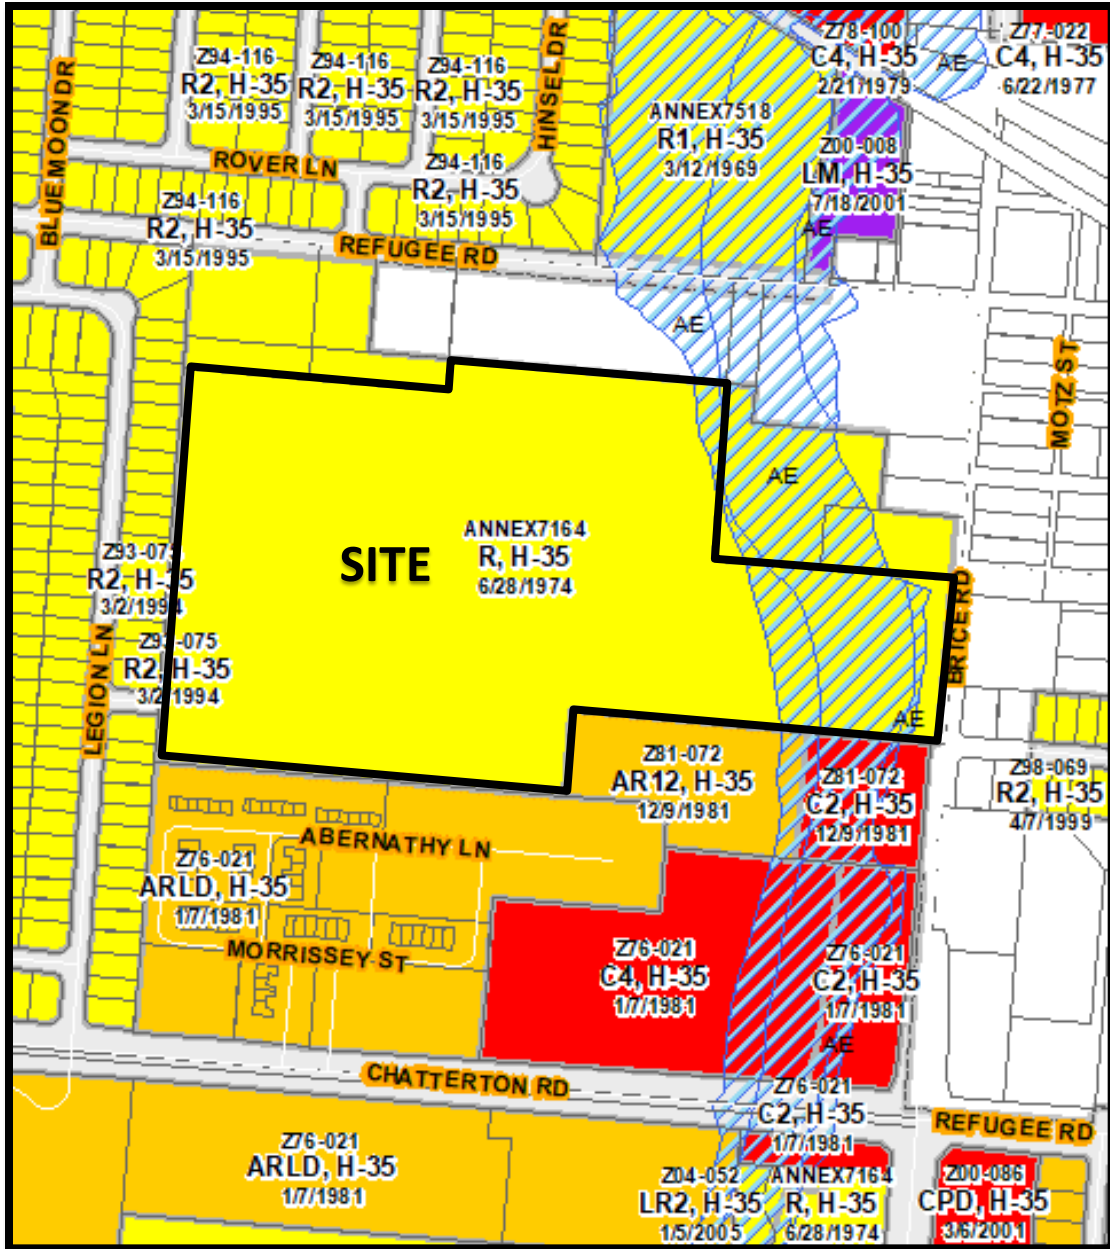 BLUE MOON DR
Z94-116
R2, H-35
3/15/1995
Z94-116
R2, H-35
3/15/1995
Z94-116
R2, H-35
3/15/1995
HINSEL DR
ROVER LN
Z94-116
R2, H-35
3/15/1995
Z94-116
R2, H-35
3/15/1995
REFUGEE RD
ANNEX7518
R1, H-35
3/12/1969
Z78-100
C4, H-35
2/21/1979
AE
Z77-022
C4, H-35
6/22/1977
Z00-008
LM, H-35
7/18/2001
AE
AE
MOTZ ST
AE
ANNEX7164
R, H-35
6/28/1974
SITE
Z93-075
R2, H-35
3/2/1994
Z93-075
R2, H-35
3/2/1994
LEGION LN
BRICE RD
AE
Z81-072
AR12, H-35
12/9/1981
Z81-072
C2, H-35
12/9/1981
Z98-069
R2, H-35
4/7/1999
ABERNATHY LN
Z76-021
ARLD, H-35
1/7/1981
MORRISSEY ST
Z76-021
C4, H-35
1/7/1981
Z76-021
C2, H-35
1/7/1981
AE
CHATTERTON RD
Z76-021
C2, H-35
1/7/1981
REFUGEE RD
Z76-021
ARLD, H-35
1/7/1981
Z04-052
LR2, H-35
1/5/2005
ANNEX7164
R, H-35
6/28/1974
Z00-086
CPD, H-35
3/6/2001